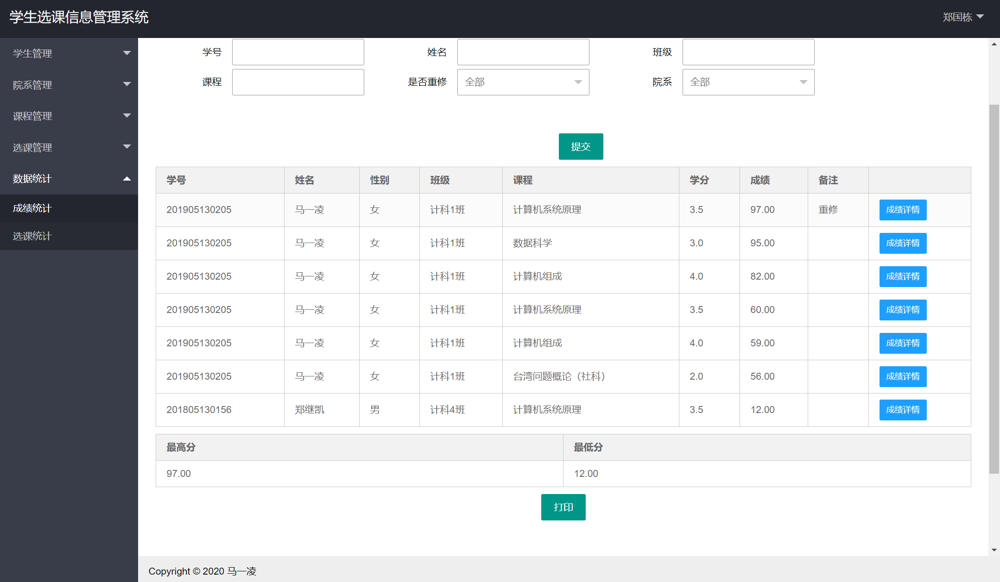 学生选课信息管理系统
郑国栋
学生管理
院系管理
课程管理
选课管理
数据统计
成绩统计
选课统计
学号 姓名 班级
课程 是否重修 全部 院系 全部
提交
学号 姓名 性别 班级 课程 学分 成绩 备注
201905130205 马一凌 女 计科1班 计算机系统原理 3.5 97.00 重修 成绩详情
201905130205 马一凌 女 计科1班 数据科学 3.0 95.00 成绩详情
201905130205 马一凌 女 计科1班 计算机组成 4.0 82.00 成绩详情
201905130205 马一凌 女 计科1班 计算机系统原理 3.5 60.00 成绩详情
201905130205 马一凌 女 计科1班 计算机组成 4.0 59.00 成绩详情
201905130205 马一凌 女 计科1班 台湾问题概论（社科） 2.0 56.00 成绩详情
201805130156 郑继凯 男 计科4班 计算机系统原理 3.5 12.00 成绩详情
最高分 最低分
97.00 12.00
打印
Copyright © 2020 马一凌